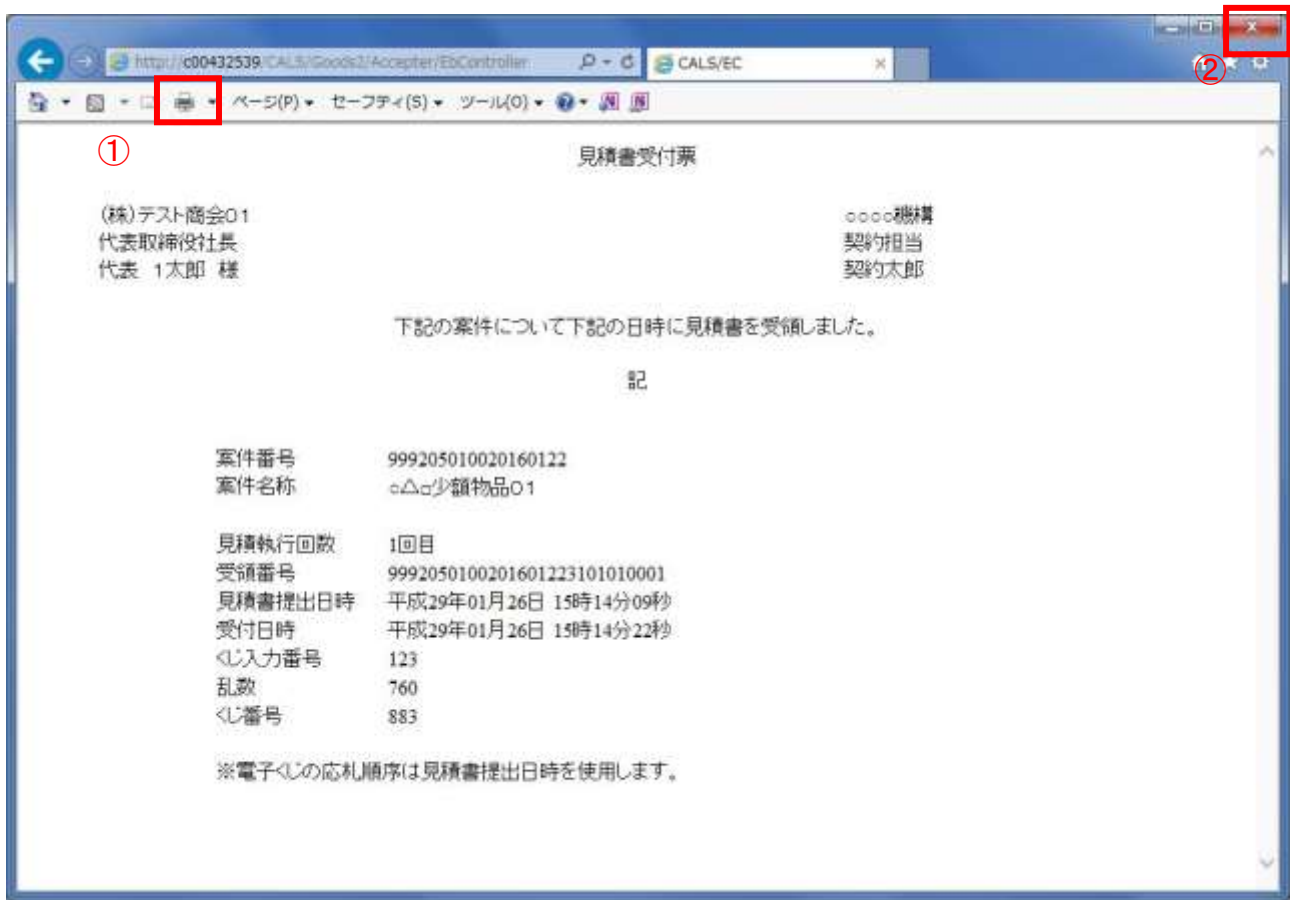 http://c00432539/CALS/Goods2/Accepter/EbController
CALS/EC
②
ページ(P) セーフティ(S) ツール(O)
①
見積書受付票
(株)テスト商会01
○○○○機構
代表取締役社長
契約担当
代表 1太郎 様
契約太郎
下記の案件について下記の日時に見積書を受領しました。
記
案件番号 999205010020160122
案件名称 ○△□少額物品01
見積執行回数 1回目
受領番号 9992050100201601223101010001
見積書提出日時 平成29年01月26日 15時14分09秒
受付日時 平成29年01月26日 15時14分22秒
くじ入力番号 123
乱数 760
くじ番号 883
※電子くじの応札順序は見積書提出日時を使用します。